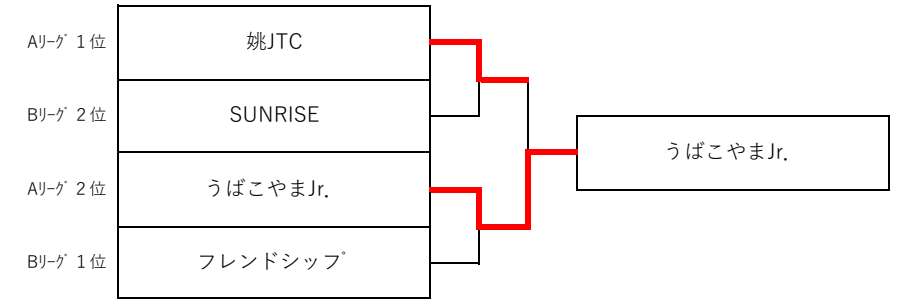 Aﾘｰｸﾞ 1位
姚JTC
Bﾘｰｸﾞ 2位
SUNRISE
うばこやまJr.
Aﾘｰｸﾞ 2位
うばこやまJr.
Bﾘｰｸﾞ 1位
フレンドシップ